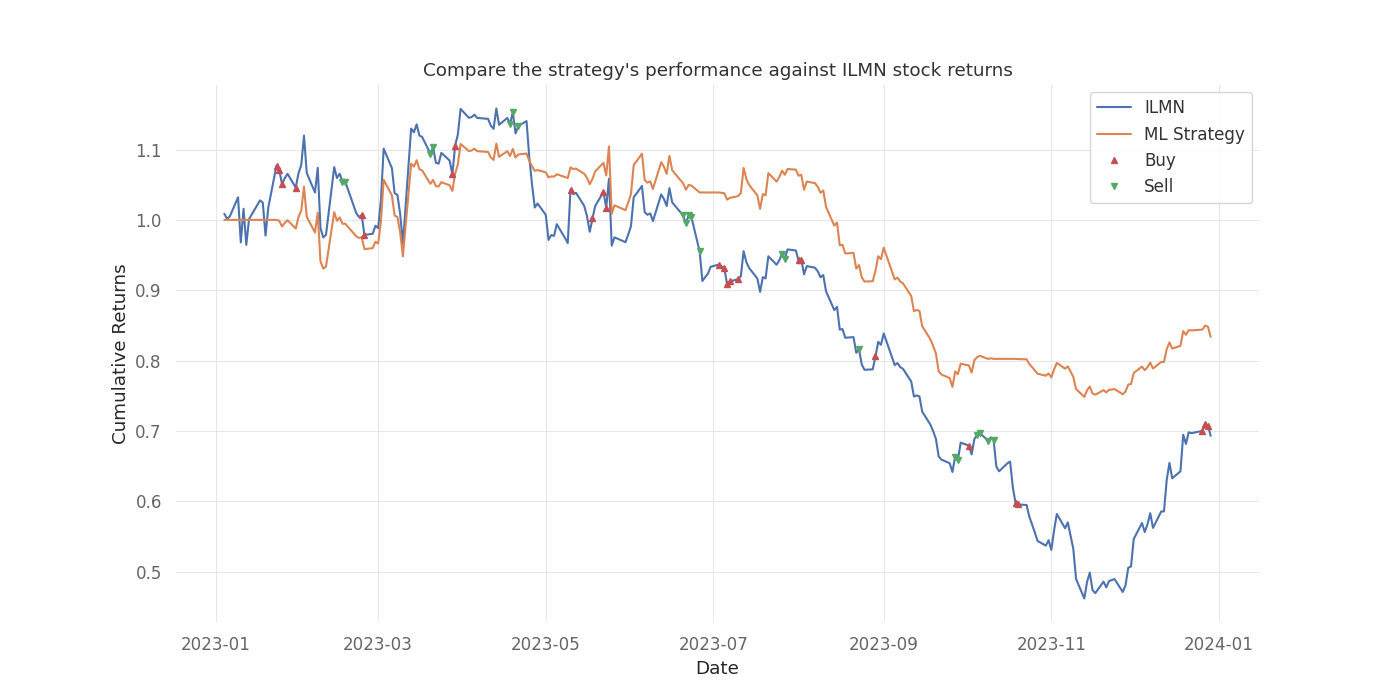 Compare the strategy's performance against ILMN stock returns
ILMN
ML Strategy
Buy
Sell
Cumulative Returns
1.1
1.0
0.9
0.8
0.7
0.6
0.5
2023-01
2023-03
2023-05
2023-07
2023-09
2023-11
2024-01
Date